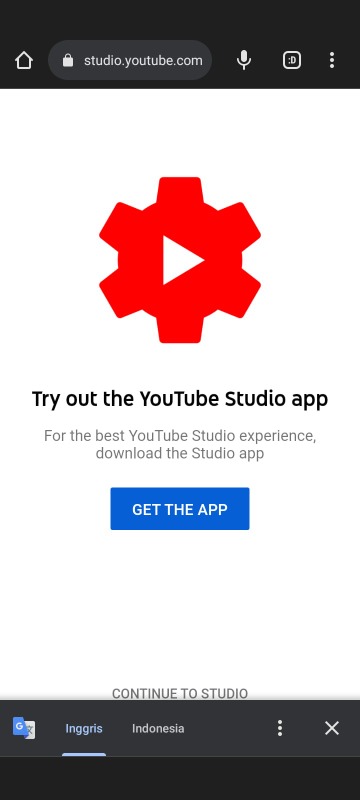 studio.youtube.com
:D
Try out the YouTube Studio app
For the best YouTube Studio experience,
download the Studio app
GET THE APP
CONTINUE TO STUDIO
G
Inggris
Indonesia